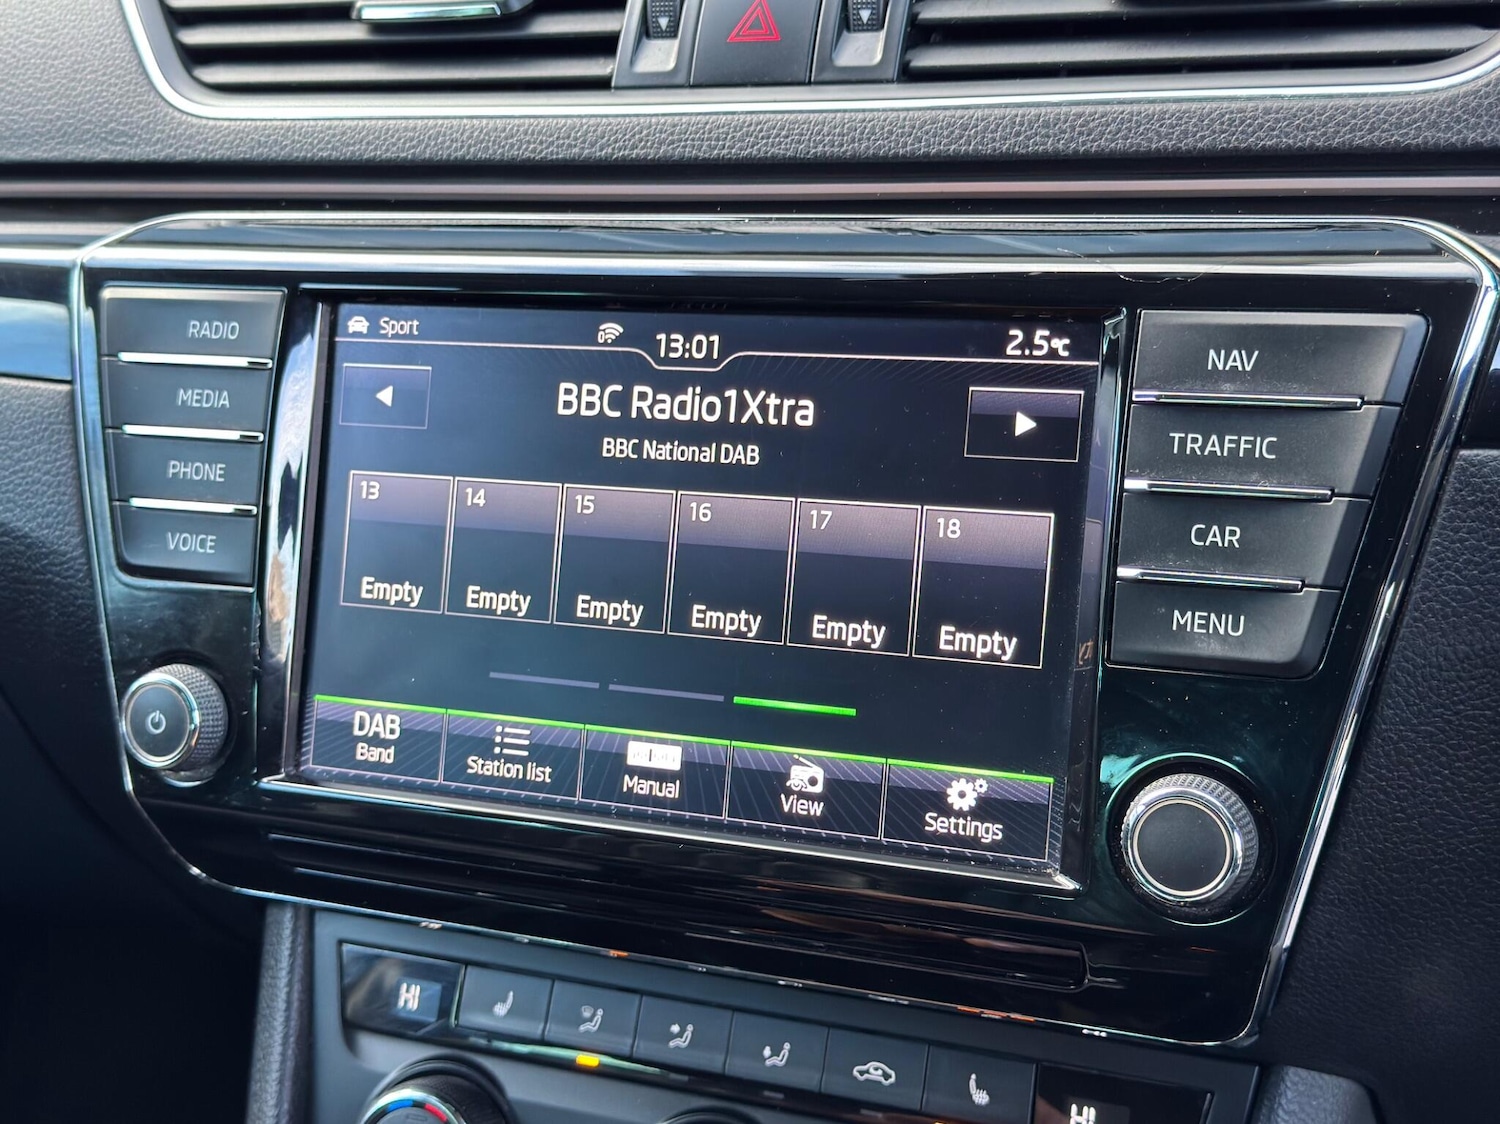 RADIO
MEDIA
PHONE
VOICE
Sport
0
13:01
2.5°C
BBC Radio1Xtra
BBC National DAB
13
14
15
16
17
18
Empty
Empty
Empty
Empty
Empty
Empty
DAB
Band
Station list
Manual
View
Settings
NAV
TRAFFIC
CAR
MENU
HI
HI